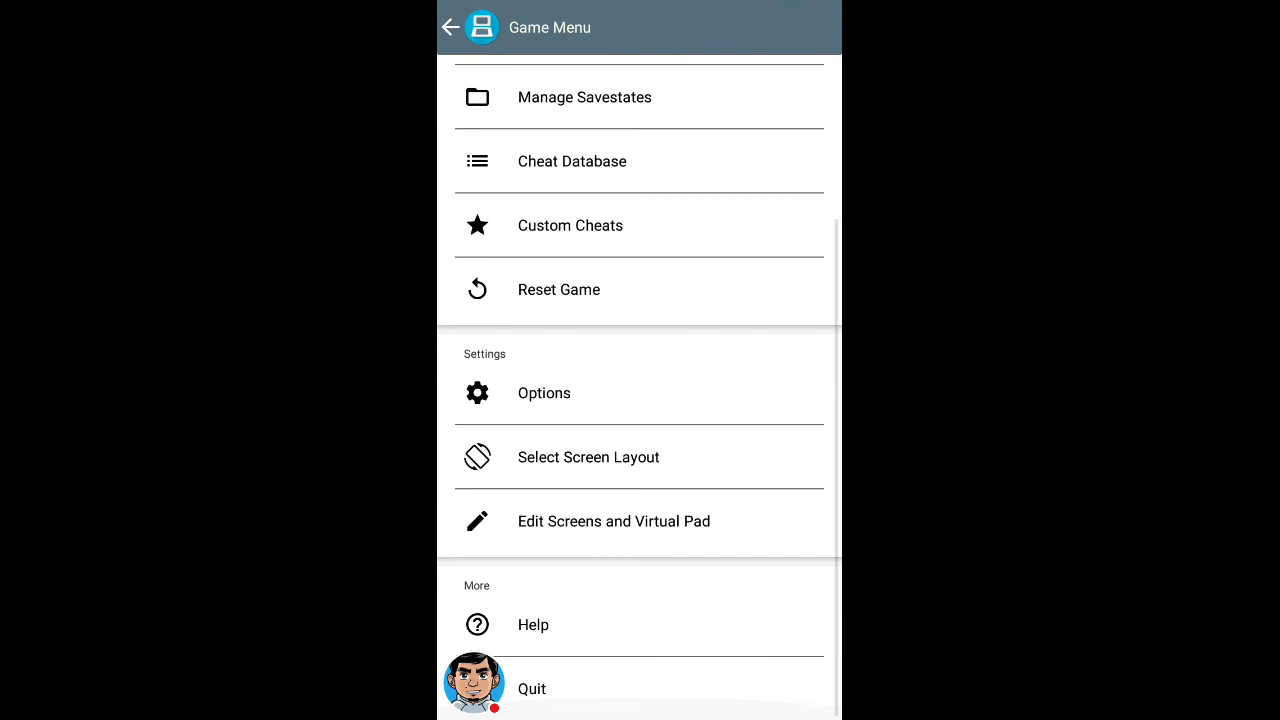 Game Menu
Manage Savestates
Cheat Database
Custom Cheats
Reset Game
Settings
Options
Select Screen Layout
Edit Screens and Virtual Pad
More
Help
Quit